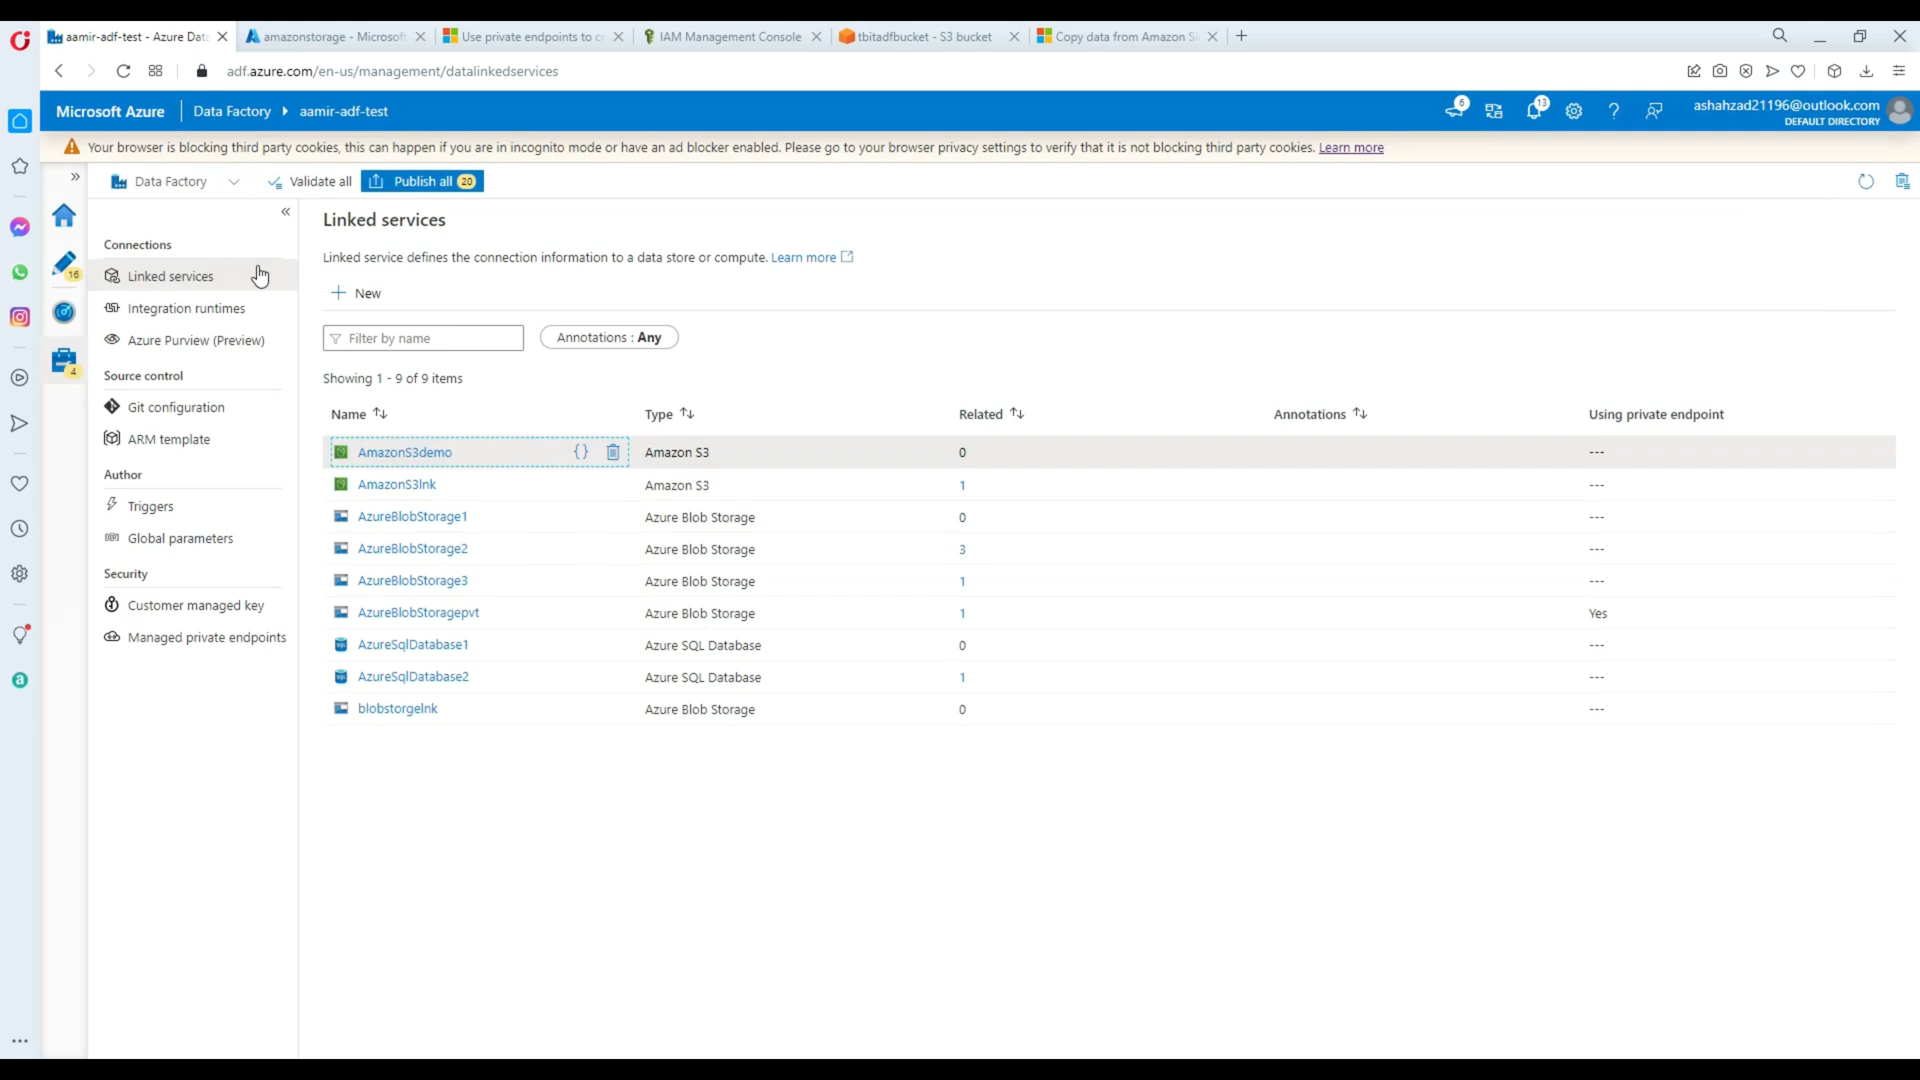 aamir-adf-test - Azure Data
amazonstorage - Microsoft
Use private endpoints to cr
IAM Management Console
tbitadfbucket - S3 bucket
Copy data from Amazon Si
adf.azure.com/en-us/management/datalinkedservices
Microsoft Azure
Data Factory
aamir-adf-test
6
13
ashahzad21196@outlook.com
DEFAULT DIRECTORY
Your browser is blocking third party cookies, this can happen if you are in incognito mode or have an ad blocker enabled. Please go to your browser privacy settings to verify that it is not blocking third party cookies. Learn more
Data Factory
Validate all
Publish all 20
16
4
Connections
Linked services
Integration runtimes
Azure Purview (Preview)
Source control
Git configuration
ARM template
Author
Triggers
Global parameters
Security
Customer managed key
Managed private endpoints
Linked services
Linked service defines the connection information to a data store or compute. Learn more
+ New
Filter by name
Annotations : Any
Showing 1 - 9 of 9 items
Name Type Related Annotations Using private endpoint
AmazonS3demo {} Amazon S3 0 ---
AmazonS3lnk Amazon S3 1 ---
AzureBlobStorage1 Azure Blob Storage 0 ---
AzureBlobStorage2 Azure Blob Storage 3 ---
AzureBlobStorage3 Azure Blob Storage 1 ---
AzureBlobStoragepvt Azure Blob Storage 1 Yes
AzureSqlDatabase1 Azure SQL Database 0 ---
AzureSqlDatabase2 Azure SQL Database 1 ---
blobstorgelnk Azure Blob Storage 0 ---